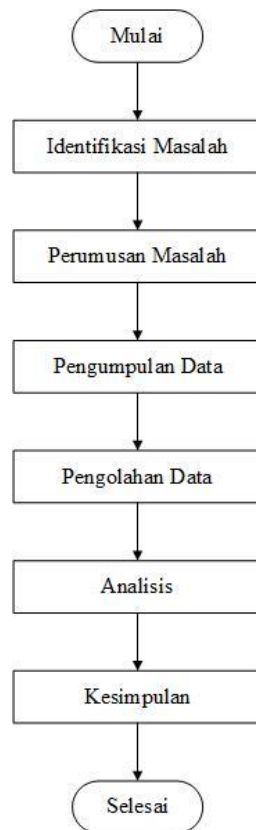 Mulai
Identifikasi Masalah
Perumusan Masalah
Pengumpulan Data
Pengolahan Data
Analisis
Kesimpulan
Selesai